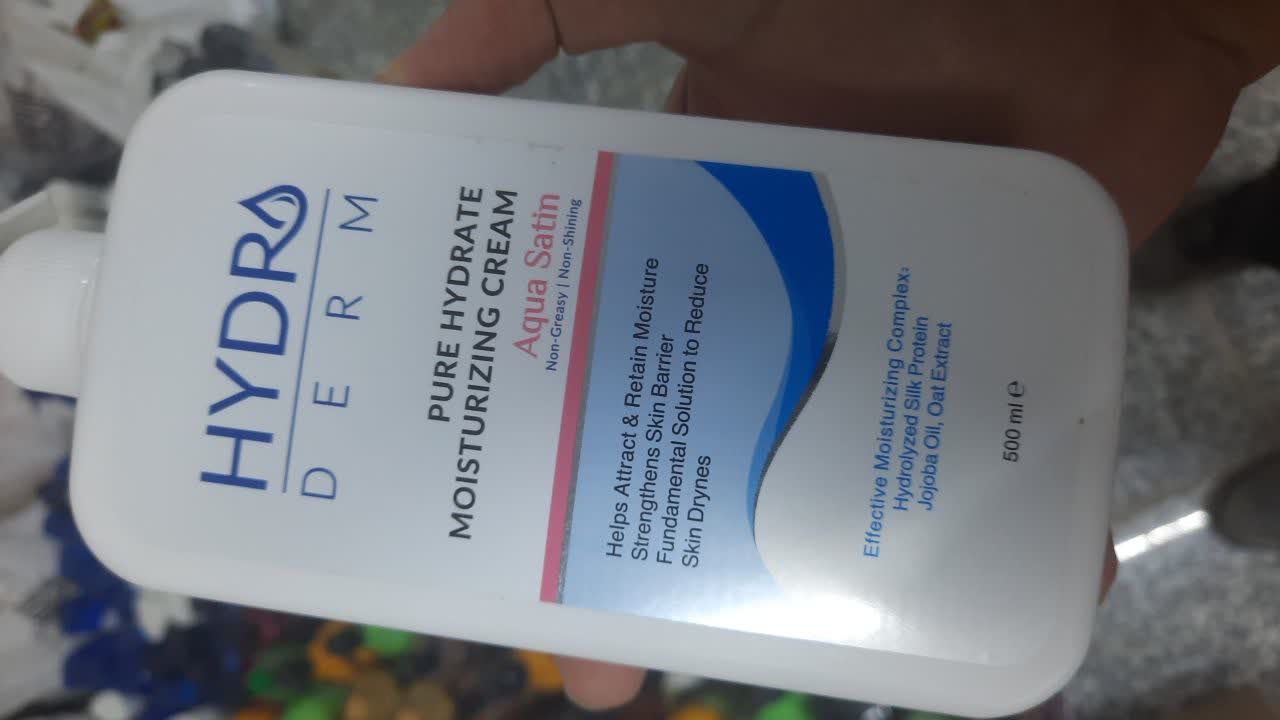 HYDRA
DERM
PURE HYDRATE
MOISTURIZING CREAM
Aqua Satin
Non-Greasy | Non-Shining
Helps Attract & Retain Moisture
Strengthens Skin Barrier
Fundamental Solution to Reduce
Skin Drynes
Effective Moisturizing Complex:
Hydrolyzed Silk Protein
Jojoba Oil, Oat Extract
500 ml ℮